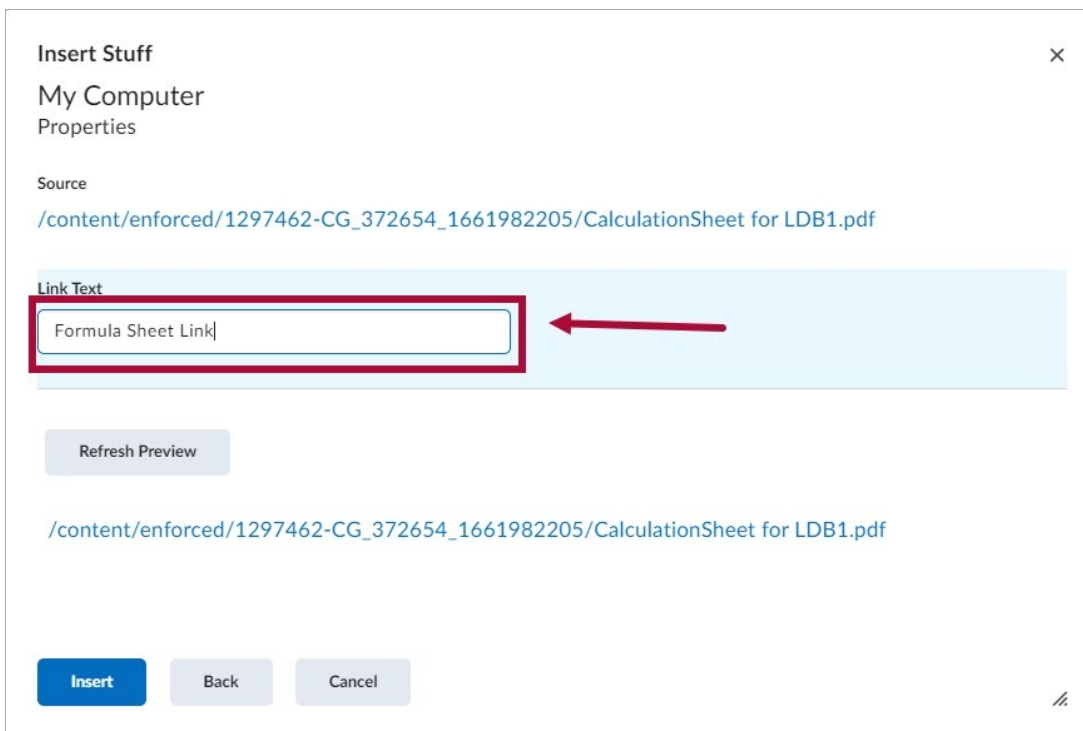 Insert Stuff
My Computer
Properties
Source
/content/enforced/1297462-CG_372654_1661982205/CalculationSheet for LDB1.pdf
Link Text
Formula Sheet Link
Refresh Preview
/content/enforced/1297462-CG_372654_1661982205/CalculationSheet for LDB1.pdf
Insert Back Cancel